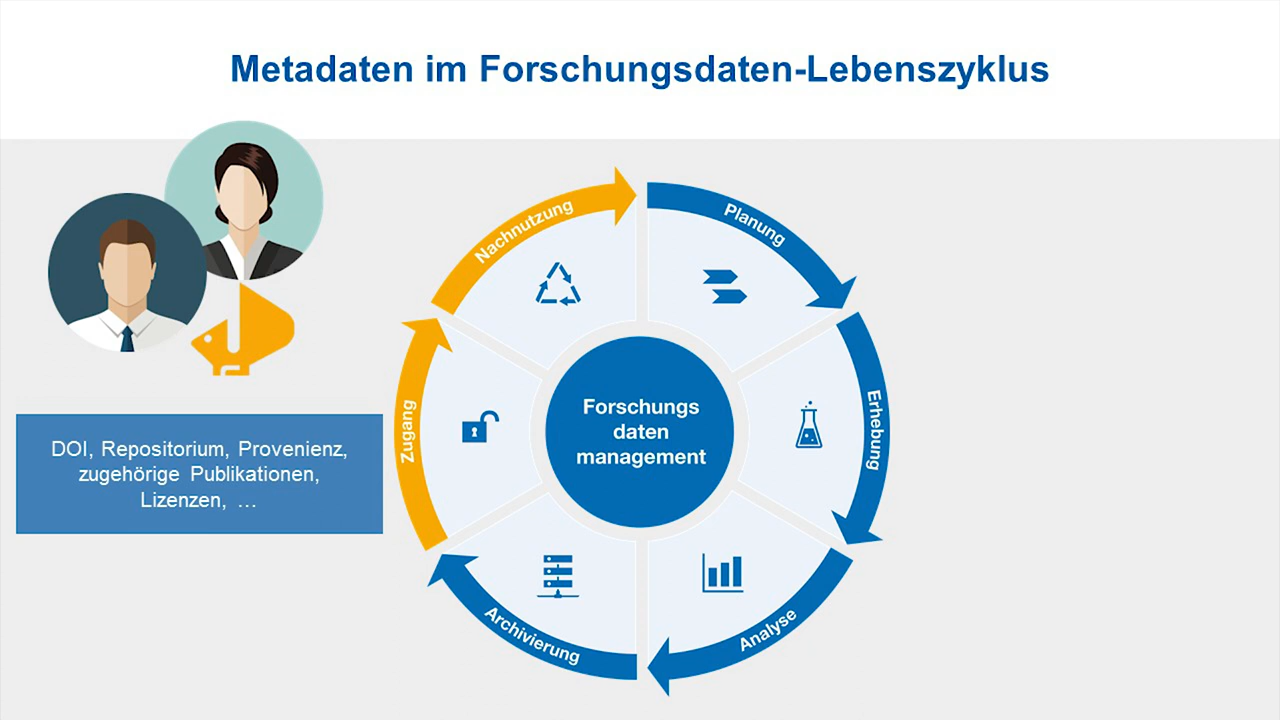 Metadaten im Forschungsdaten-Lebenszyklus
Nachnutzung
Planung
Zugang
Erhebung
Forschungs
daten
management
DOI, Repositorium, Provenienz,
zugehörige Publikationen,
Lizenzen, …
Archivierung
Analyse